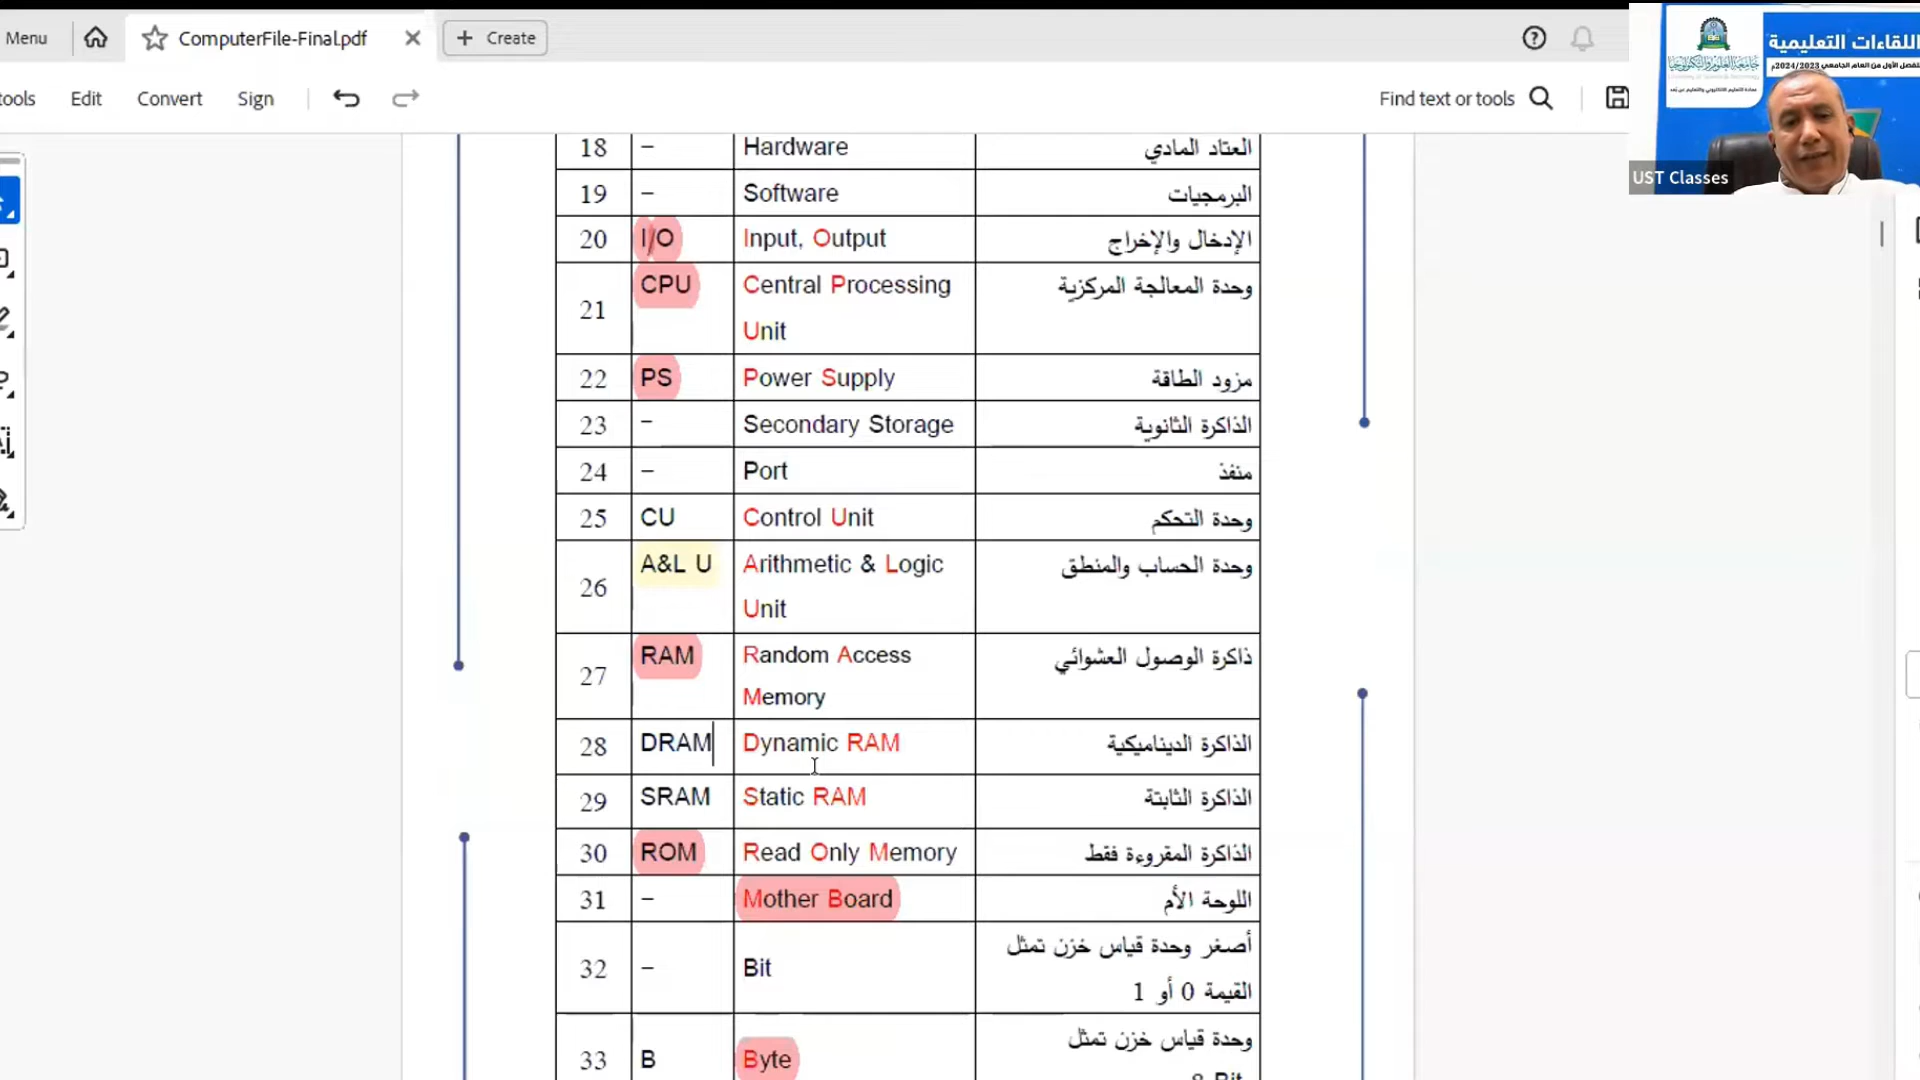 Menu
ComputerFile-Final.pdf
Create
tools
Edit
Convert
Sign
Find text or tools
اللقاءات التعليمية
UST Classes
18 – Hardware العتاد المادي
19 – Software البرمجيات
20 I/O Input, Output الإدخال والإخراج
21 CPU Central Processing وحدة المعالجة المركزية
Unit
22 PS Power Supply مزود الطاقة
23 – Secondary Storage الذاكرة الثانوية
24 – Port منفذ
25 CU Control Unit وحدة التحكم
26 A&L U Arithmetic & Logic وحدة الحساب والمنطق
Unit
27 RAM Random Access ذاكرة الوصول العشوائي
Memory
28 DRAM Dynamic RAM الذاكرة الديناميكية
29 SRAM Static RAM الذاكرة الثابتة
30 ROM Read Only Memory الذاكرة المقروءة فقط
31 – Mother Board اللوحة الأم
32 – Bit أصغر وحدة قياس خزن تمثل
القيمة 0 أو 1
33 B Byte وحدة قياس خزن تمثل
8 Bit